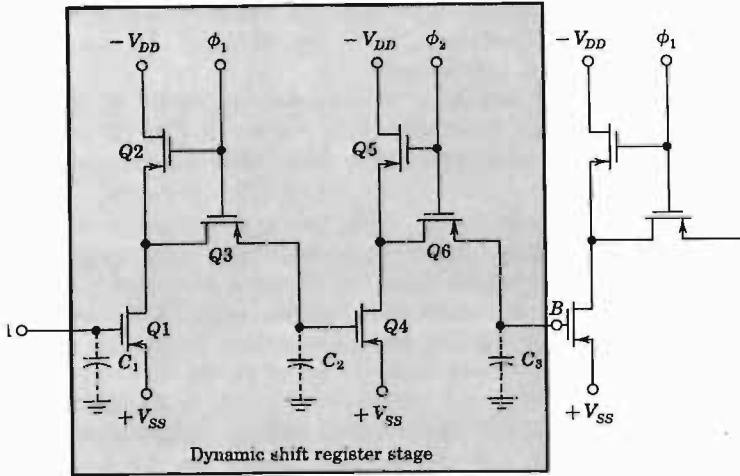 −V_DD φ₁ −V_DD φ₂ −V_DD φ₁
Q2 Q5
Q3 Q6
1 Q1 Q4 B
C₁ C₂ C₃
+V_SS +V_SS +V_SS
Dynamic shift register stage